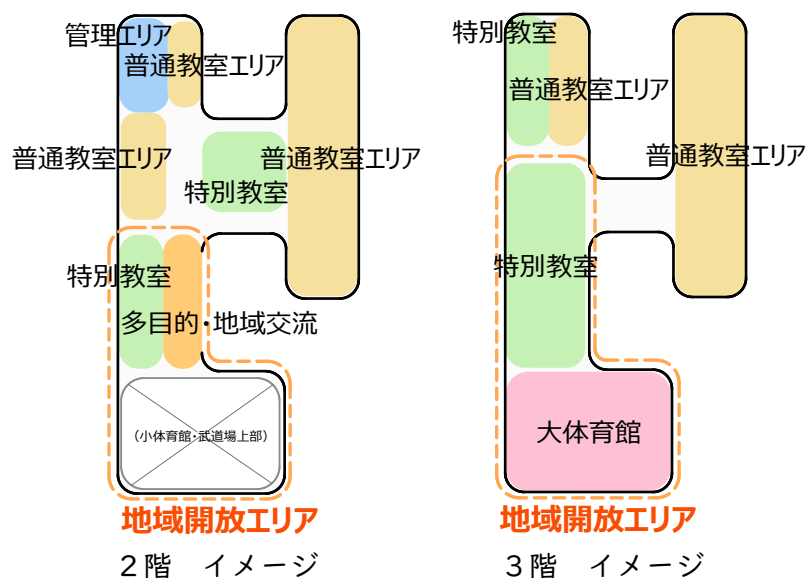 管理エリア
普通教室エリア
普通教室エリア
普通教室エリア
特別教室
特別教室
多目的・地域交流
（小体育館・武道場上部）
地域開放エリア
２階　イメージ
特別教室
普通教室エリア
普通教室エリア
特別教室
大体育館
地域開放エリア
３階　イメージ